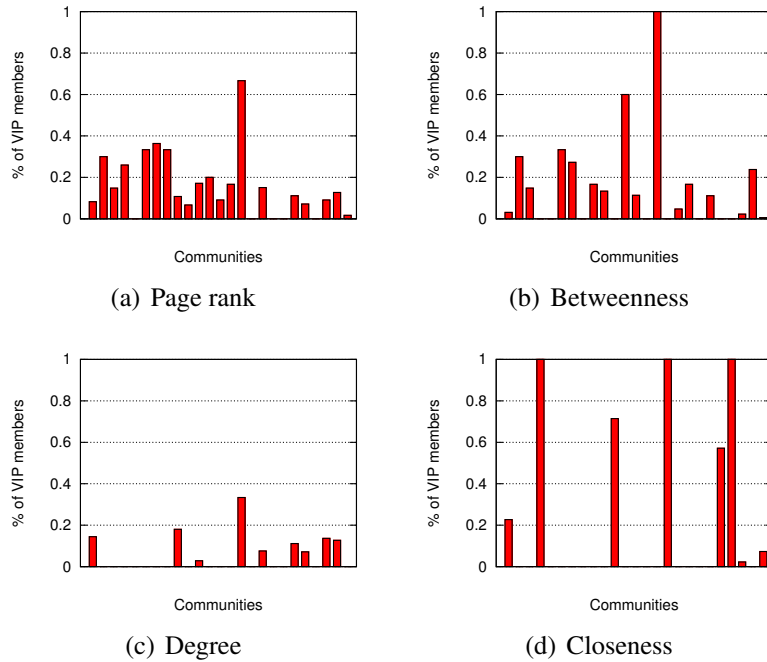 1
0.8
0.6
0.4
0.2
0
% of VIP members
Communities
(a) Page rank
1
0.8
0.6
0.4
0.2
0
% of VIP members
Communities
(b) Betweenness
1
0.8
0.6
0.4
0.2
0
% of VIP members
Communities
(c) Degree
1
0.8
0.6
0.4
0.2
0
% of VIP members
Communities
(d) Closeness